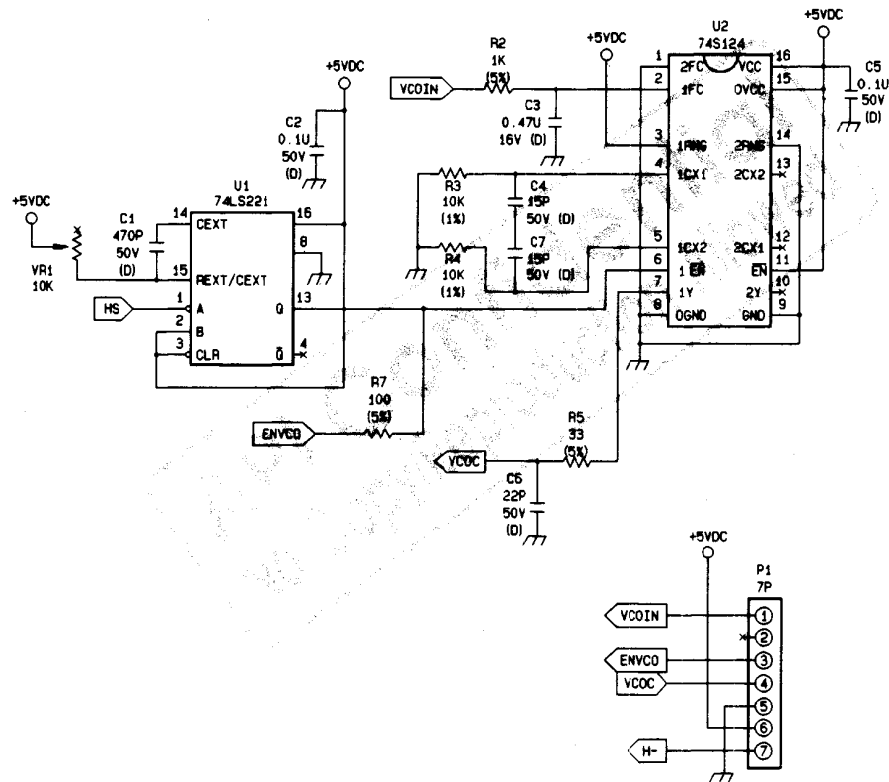 +5VDC
C2
0.1U
50V
(D)
U1
74LS221
+5VDC
C1
470P
50V
(D)
VR1
10K
14
CEXT
16
8
15
REXT/CEXT
HS
1
A
Q
13
2
B
3
CLR
Q
4
ENVCO
R7
100
(5%)
U2
74S124
+5VDC
+5VDC
VCOIN
R2
1K
(5%)
C3
0.47U
16V (D)
C5
0.1U
50V
(D)
R3
10K
(1%)
R4
10K
(1%)
C4
15P
50V (D)
C7
15P
50V (D)
1
2FC
VCC
16
2
1FC
OVCC
15
3
1RNG
2RNG
14
4
1CX1
2CX2
13
5
1CX2
2CX1
12
6
1 EN
EN
11
7
1Y
2Y
10
8
OGND
GND
9
VCOC
R5
33
(5%)
C6
22P
50V
(D)
+5VDC
P1
7P
VCOIN
1
2
ENVCO
3
VCOC
4
5
6
H-
7